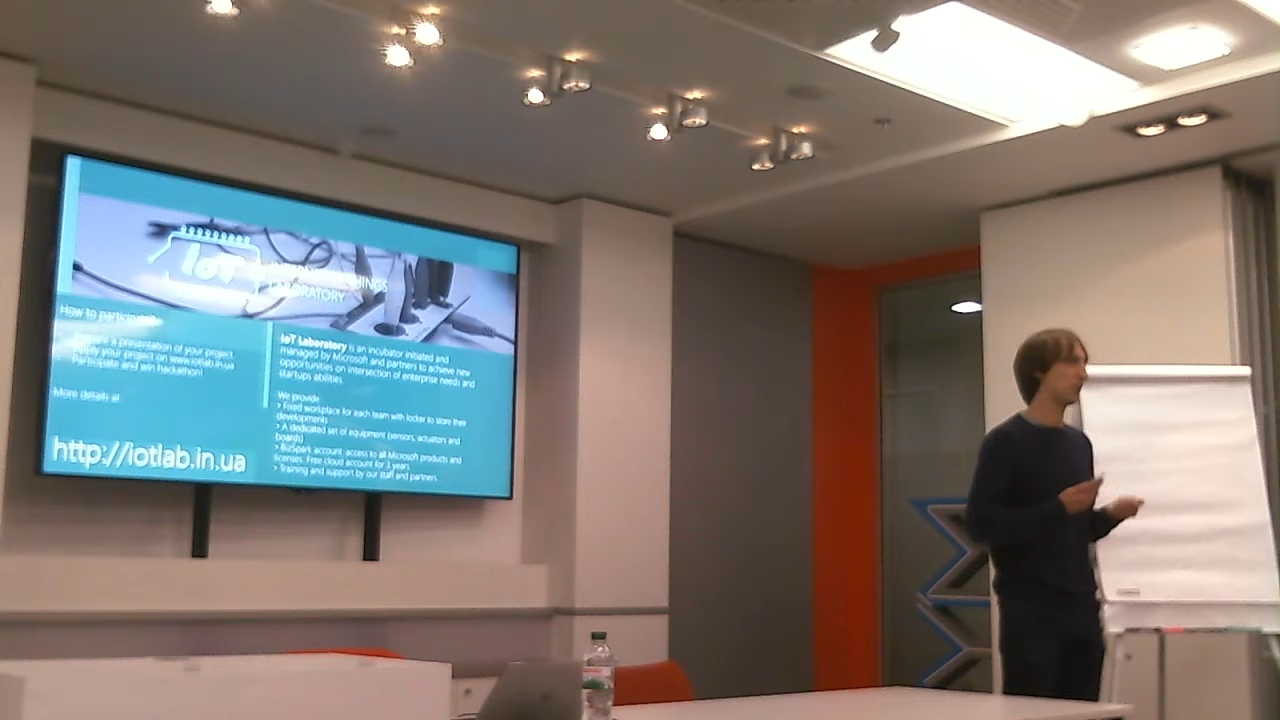 IoT
INTERNET OF THINGS
LABORATORY
How to participate?
a presentation of your project
Apply your project on www.iotlab.in.ua
Participate and win hackathon!
More details at
http://iotlab.in.ua
IoT Laboratory is an incubator initiated and
managed by Microsoft and partners to achieve new
opportunities on intersection of enterprise needs and
startups abilities.
We provide
> Fixed workplace for each team with locker to store their
developments
> A dedicated set of equipment (sensors, actuators and
boards)
> BizSpark account: access to all Microsoft products and
licenses. Free cloud account for 3 years.
> Training and support by our staff and partners.